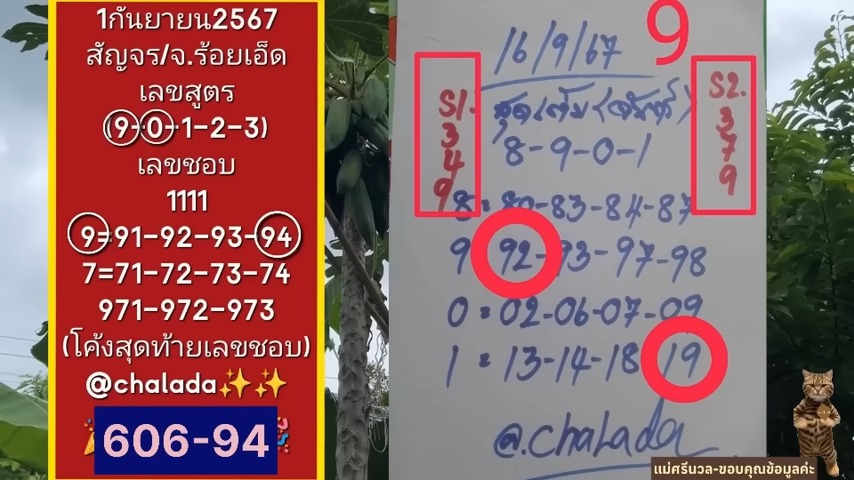 1กันยายน2567
สัญจร/จ.ร้อยเอ็ด
เลขสูตร
(9-0-1-2-3)
เลขชอบ
1111
9=91-92-93-94
7=71-72-73-74
971-972-973
(โค้งสุดท้ายเลขชอบ)
@chalada✨✨
606-94
16/9/67
9
S1.
3
4
9
S2.
3
7
9
8-9-0-1
8=80-83-84-87
9 92-93-97-98
0=02-06-07-09
1=13-14-18 19
@.chalada
แม่ศรีนวล-ขอบคุณข้อมูลค่ะ